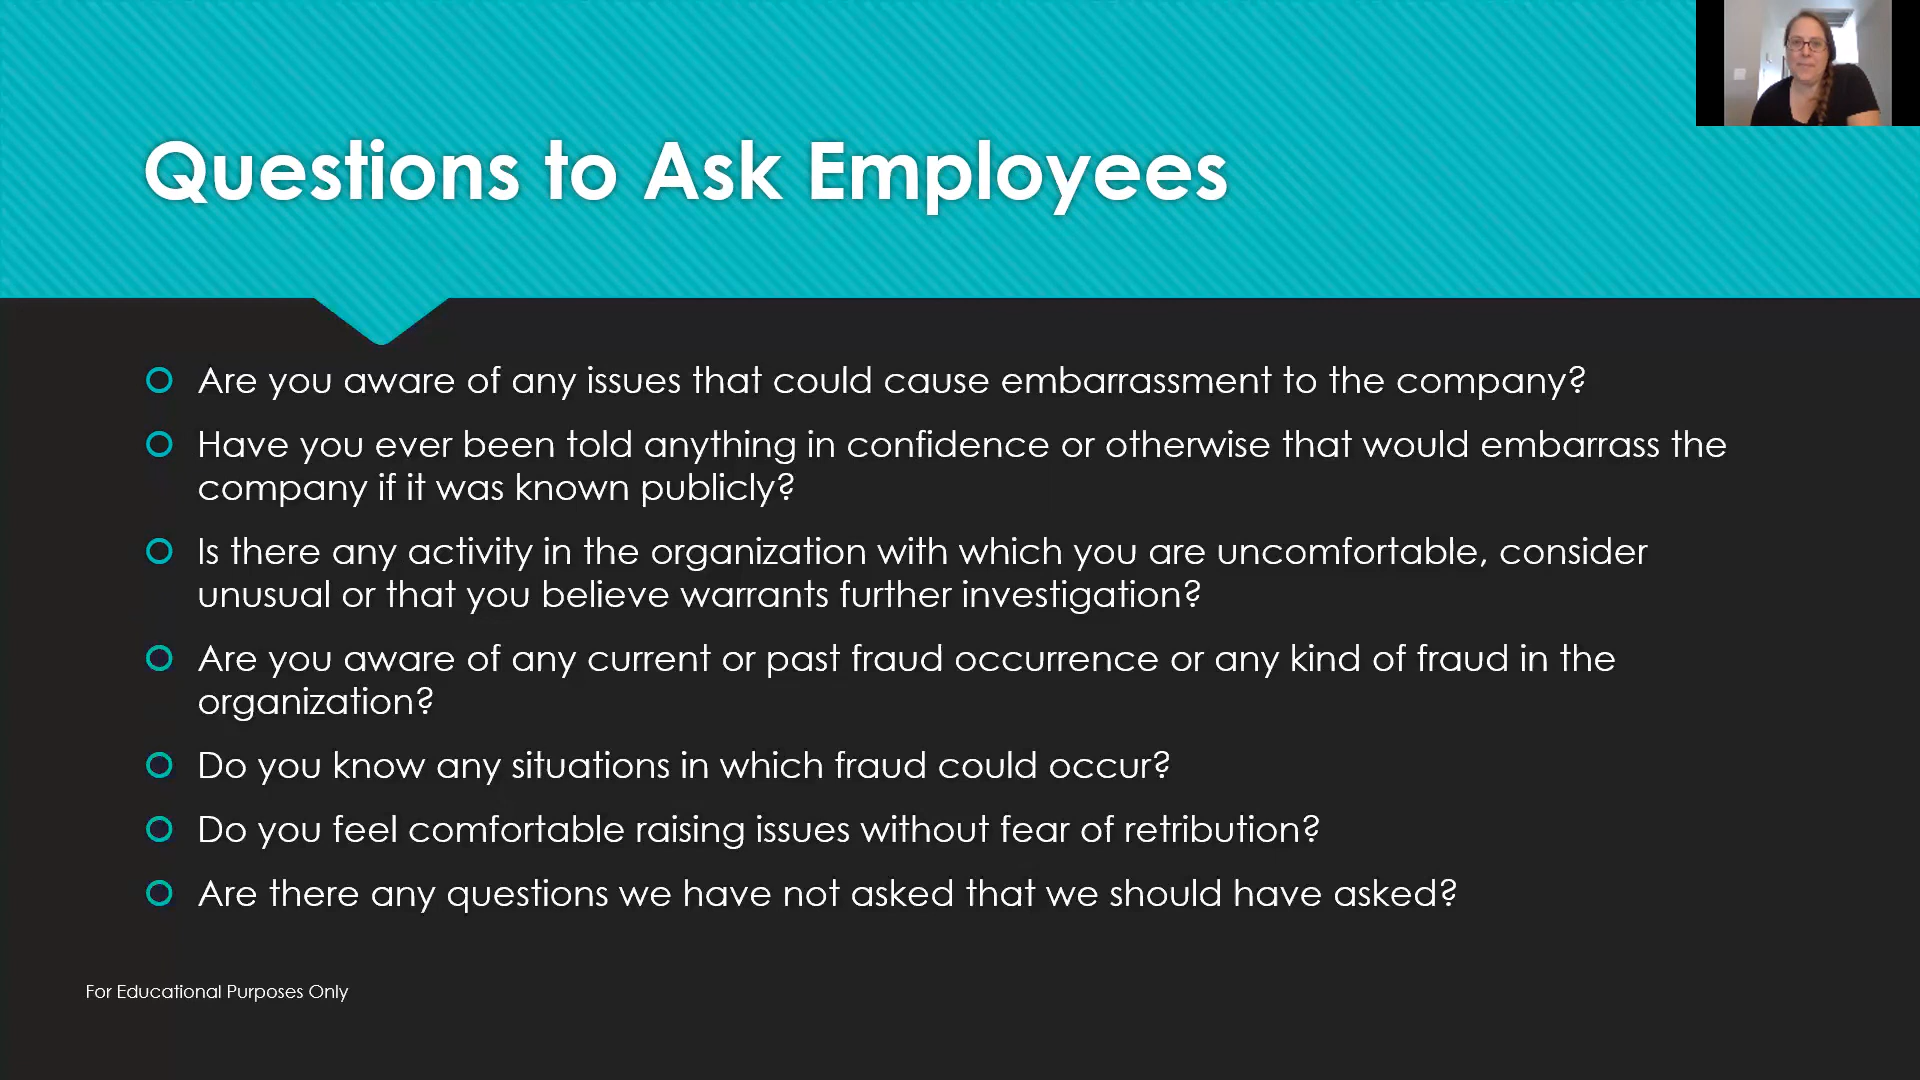 Questions to Ask Employees
Are you aware of any issues that could cause embarrassment to the company?
Have you ever been told anything in confidence or otherwise that would embarrass the
company if it was known publicly?
Is there any activity in the organization with which you are uncomfortable, consider
unusual or that you believe warrants further investigation?
Are you aware of any current or past fraud occurrence or any kind of fraud in the
organization?
Do you know any situations in which fraud could occur?
Do you feel comfortable raising issues without fear of retribution?
Are there any questions we have not asked that we should have asked?
For Educational Purposes Only